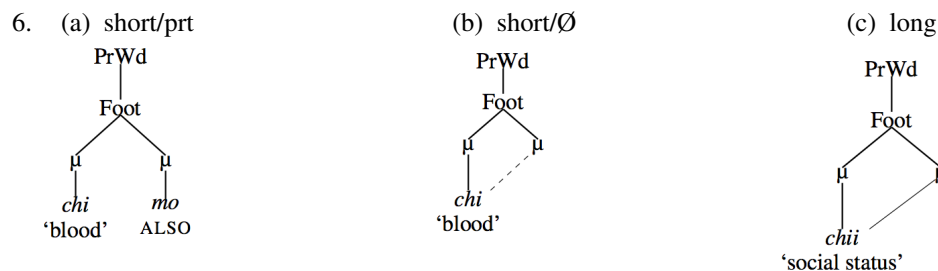 6. (a) short/prt (b) short/Ø (c) long
PrWd PrWd PrWd
Foot Foot Foot
μ μ μ μ μ μ
chi mo chi chii
'blood' ALSO 'blood' 'social status'